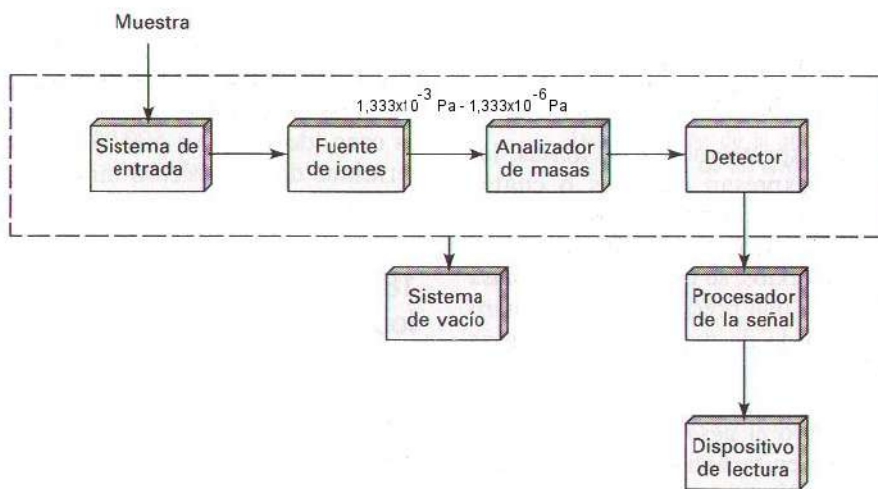 Muestra
1,333x10⁻³ Pa - 1,333x10⁻⁶ Pa
Sistema de
entrada
Fuente
de iones
Analizador
de masas
Detector
Sistema
de vacío
Procesador
de la señal
Dispositivo
de lectura